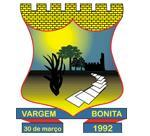 VARGEM BONITA
30 de março 1992